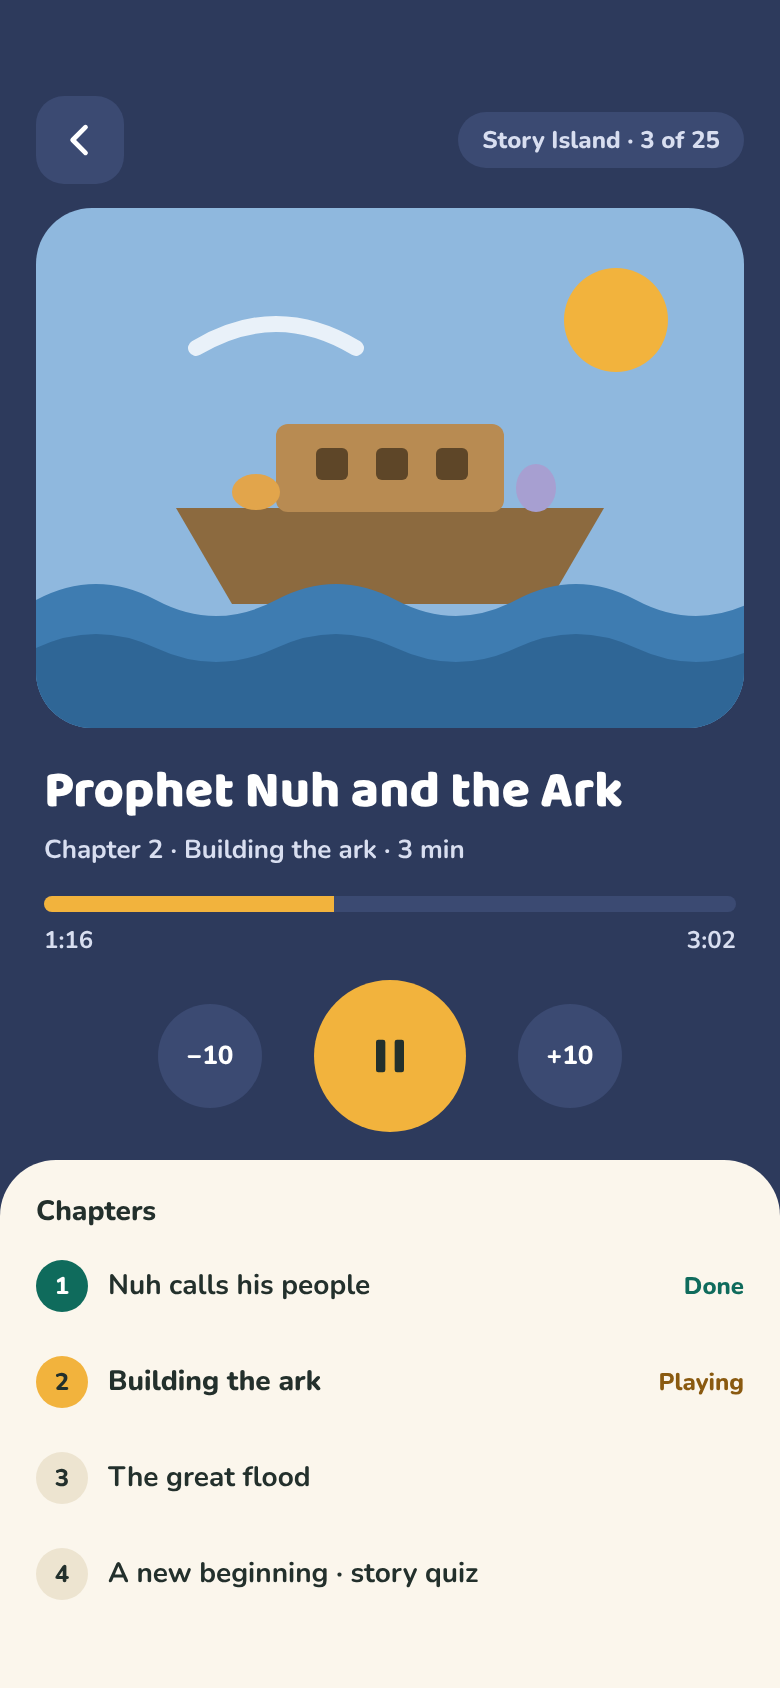 Story Island · 3 of 25
Prophet Nuh and the Ark
Chapter 2 · Building the ark · 3 min
1:16
3:02
−10
+10
Chapters
1 Nuh calls his people Done
2 Building the ark Playing
3 The great flood
4 A new beginning · story quiz